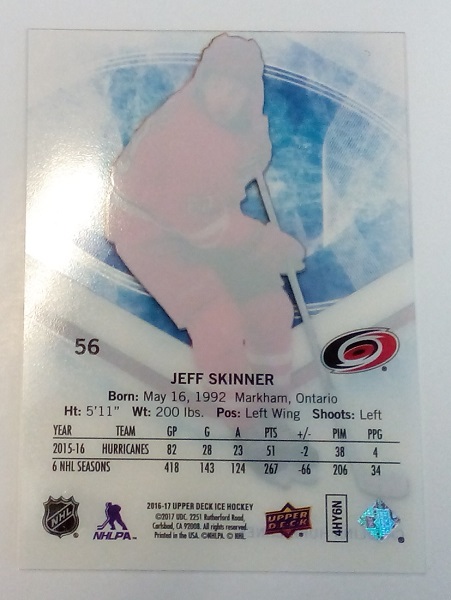 56
JEFF SKINNER
Born: May 16, 1992 Markham, Ontario
Ht: 5'11" Wt: 200 lbs. Pos: Left Wing Shoots: Left
YEAR TEAM GP G A PTS +/- PIM PPG
2015-16 HURRICANES 82 28 23 51 -2 38 4
6 NHL SEASONS 418 143 124 267 -66 206 34
NHL
NHLPA
2016-17 UPPER DECK ICE HOCKEY
©2017 UDC. 2251 Rutherford Road,
Carlsbad, CA 92008. All rights reserved.
Printed in the USA. ©NHLPA. © NHL.
UPPER DECK
4HY6N